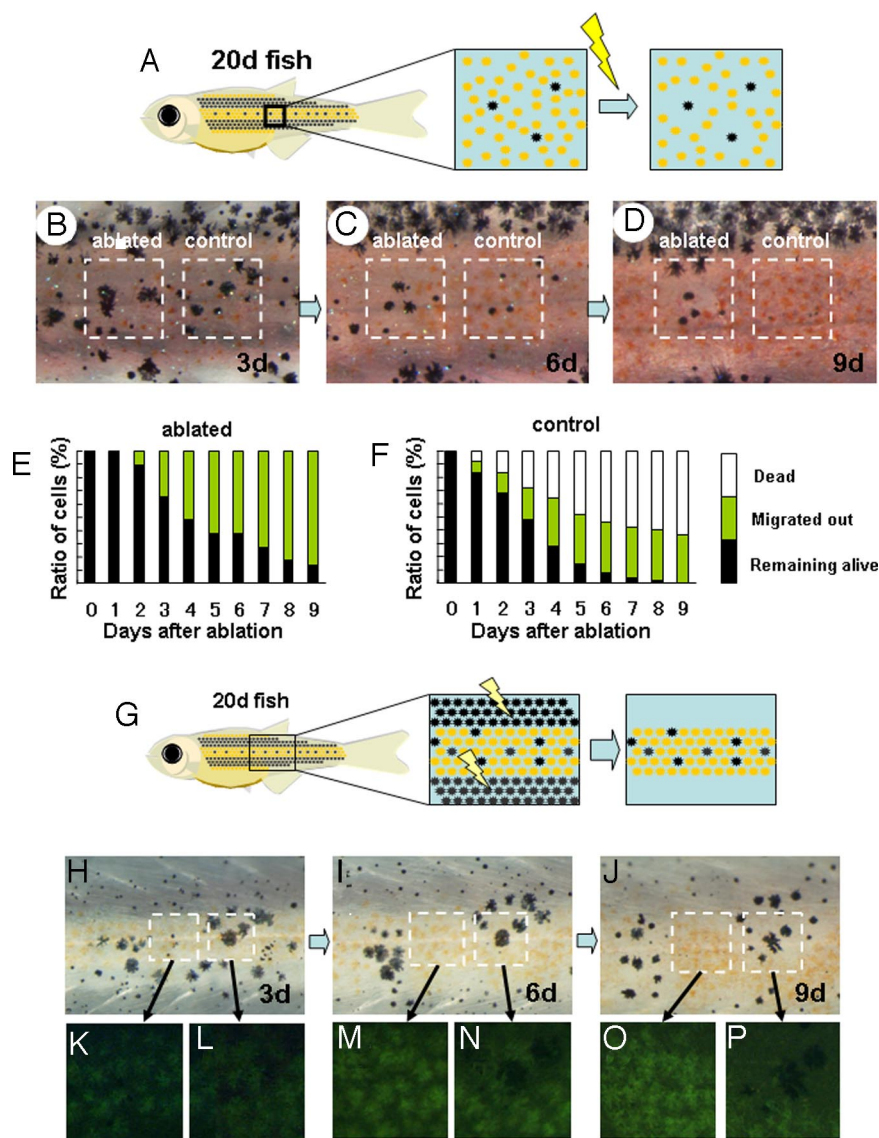 A
20d fish
B
ablated control
3d
C
ablated control
6d
D
ablated control
9d
E
ablated
Ratio of cells (%)
0 1 2 3 4 5 6 7 8 9
Days after ablation
F
control
Ratio of cells (%)
0 1 2 3 4 5 6 7 8 9
Days after ablation
Dead
Migrated out
Remaining alive
G
20d fish
H
3d
I
6d
J
9d
K
L
M
N
O
P